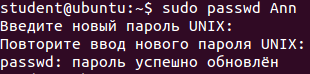 student@ubuntu:~$ sudo passwd Ann
Введите новый пароль UNIX:
Повторите ввод нового пароля UNIX:
passwd: пароль успешно обновлён